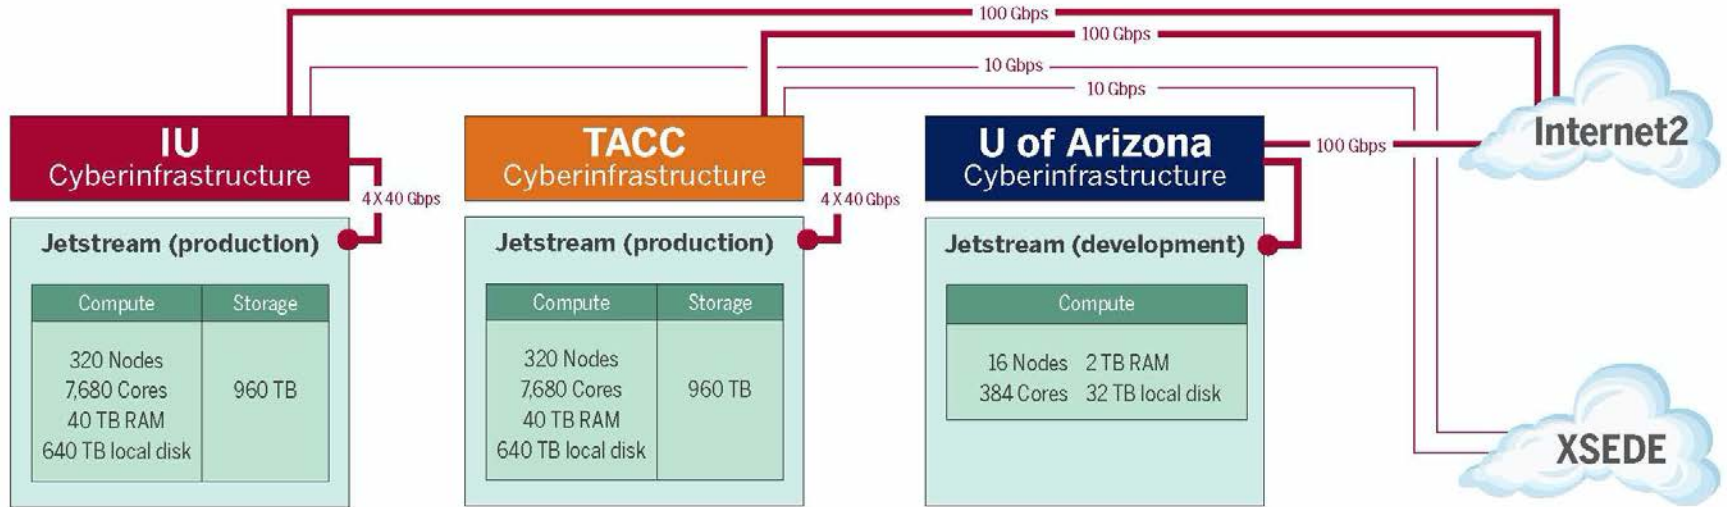 100 Gbps
100 Gbps
10 Gbps
10 Gbps
IU
Cyberinfrastructure
4 X 40 Gbps
Jetstream (production)
Compute
Storage
320 Nodes
7,680 Cores
40 TB RAM
640 TB local disk
960 TB
TACC
Cyberinfrastructure
4 X 40 Gbps
Jetstream (production)
Compute
Storage
320 Nodes
7,680 Cores
40 TB RAM
640 TB local disk
960 TB
U of Arizona
Cyberinfrastructure
100 Gbps
Jetstream (development)
Compute
16 Nodes 2 TB RAM
384 Cores 32 TB local disk
Internet2
XSEDE